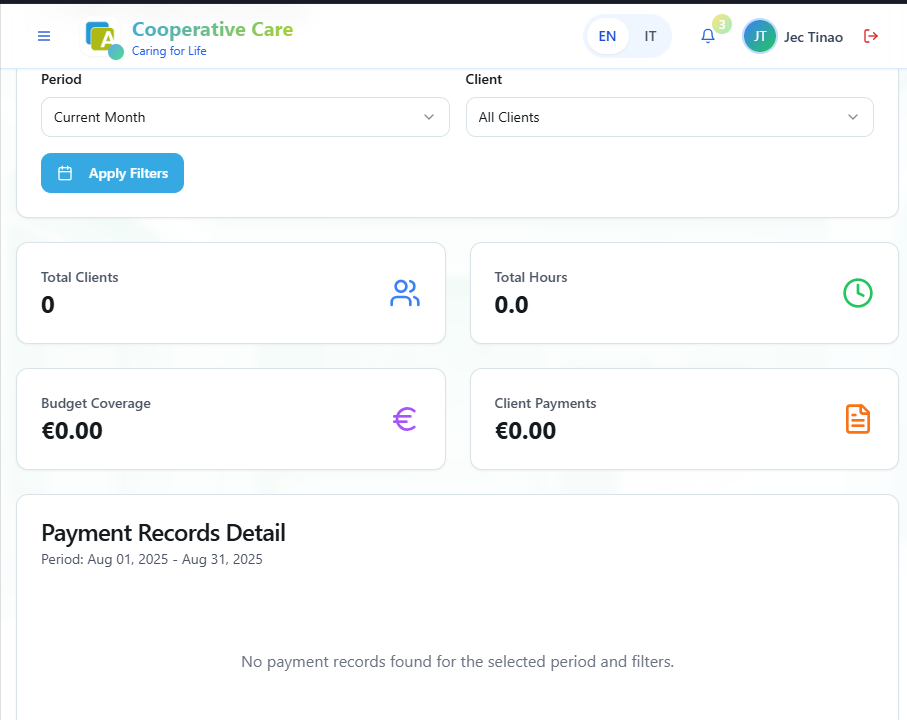 A
Cooperative Care
Caring for Life
EN
IT
3
JT
Jec Tinao
Period
Client
Current Month
All Clients
Apply Filters
Total Clients
0
Total Hours
0.0
Budget Coverage
€0.00
€
Client Payments
€0.00
Payment Records Detail
Period: Aug 01, 2025 - Aug 31, 2025
No payment records found for the selected period and filters.